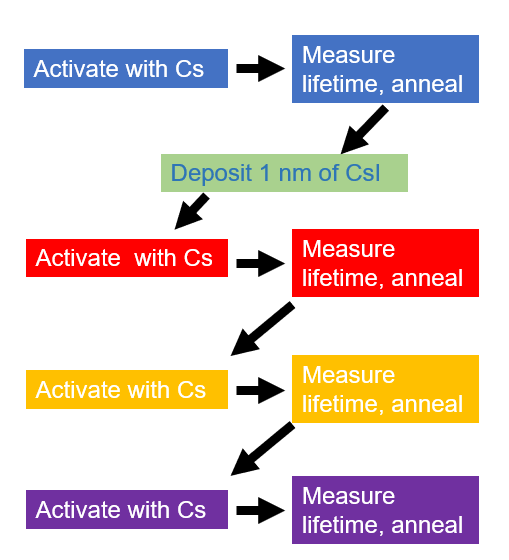 Activate with Cs
Measure
lifetime, anneal
Deposit 1 nm of CsI
Activate  with Cs
Measure
lifetime, anneal
Activate with Cs
Measure
lifetime, anneal
Activate with Cs
Measure
lifetime, anneal